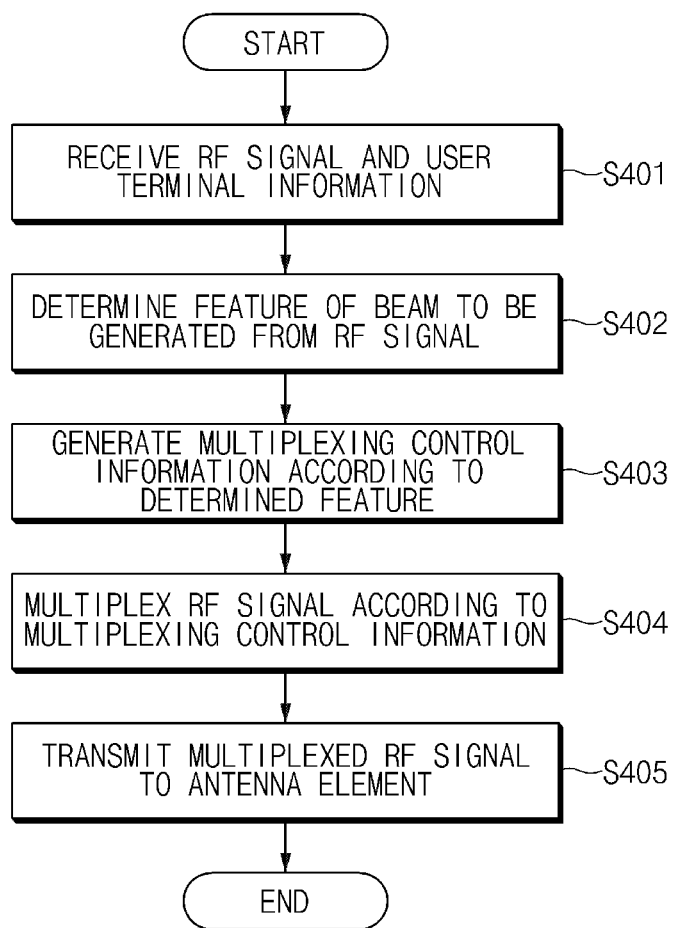 START
RECEIVE RF SIGNAL AND USER
TERMINAL INFORMATION
S401
DETERMINE FEATURE OF BEAM TO BE
GENERATED FROM RF SIGNAL
S402
GENERATE MULTIPLEXING CONTROL
INFORMATION ACCORDING TO
DETERMINED FEATURE
S403
MULTIPLEX RF SIGNAL ACCORDING TO
MULTIPLEXING CONTROL INFORMATION
S404
TRANSMIT MULTIPLEXED RF SIGNAL
TO ANTENNA ELEMENT
S405
END